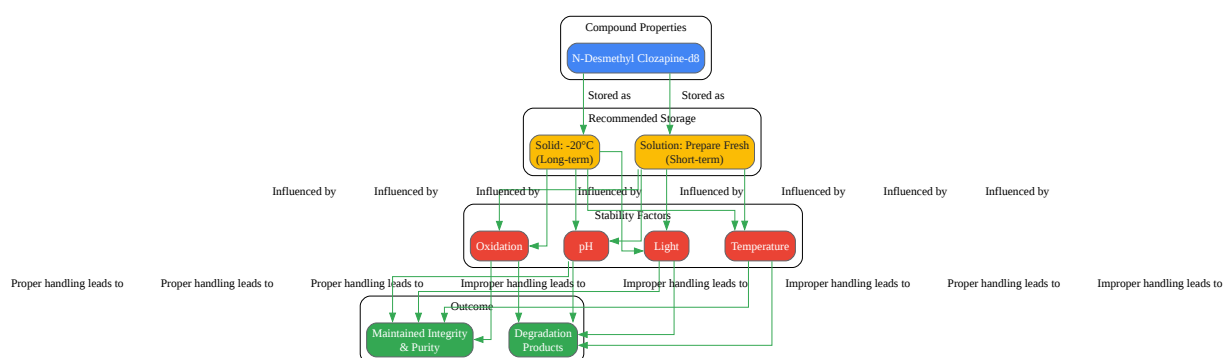 Compound Properties
N-Desmethyl Clozapine-d8
Stored as
Stored as
Recommended Storage
Solid: -20°C
(Long-term)
Solution: Prepare Fresh
(Short-term)
Influenced by
Influenced by
Influenced by
Influenced by
Influenced by
Influenced by
Influenced by
Influenced by
Stability Factors
Oxidation
pH
Light
Temperature
Proper handling leads to
Proper handling leads to
Proper handling leads to
Improper handling leads to
Improper handling leads to
Improper handling leads to
Proper handling leads to
Improper handling leads to
Outcome
Maintained Integrity
& Purity
Degradation
Products